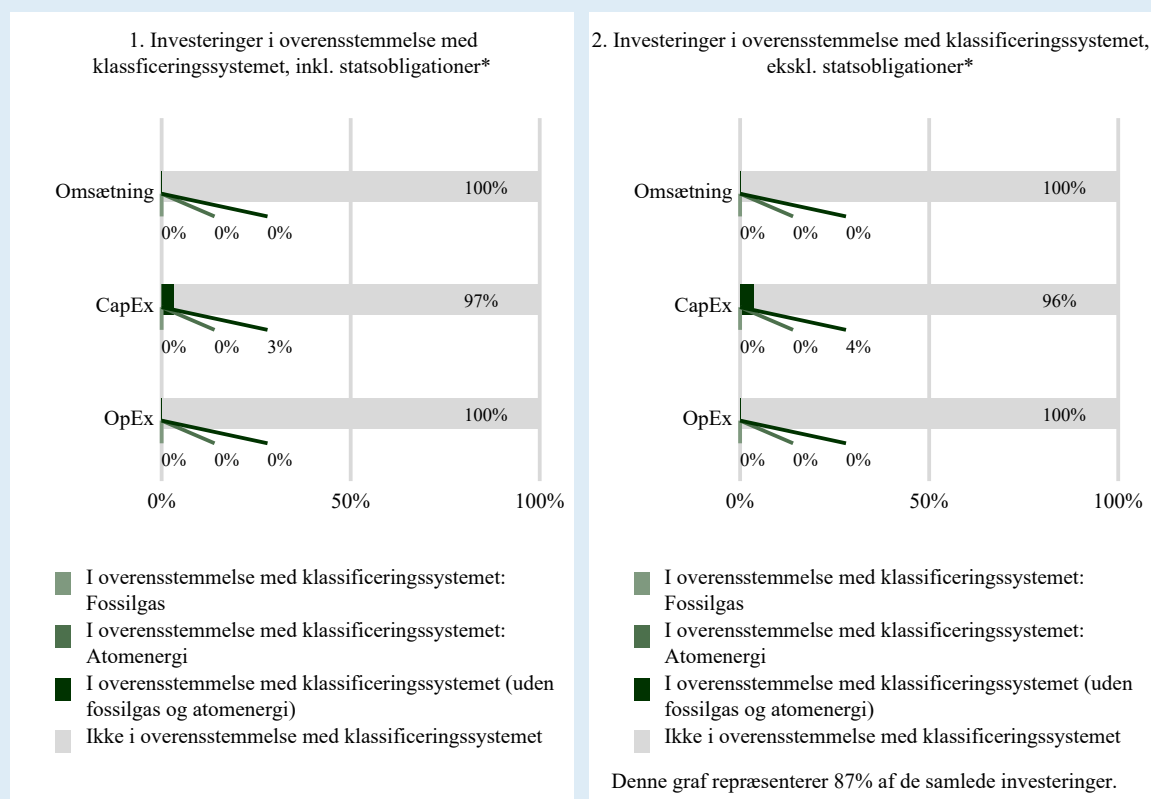 1. Investeringer i overensstemmelse med
klassficeringssystemet, inkl. statsobligationer*
Omsætning
100%
0% 0% 0%
CapEx
97%
0% 0% 3%
OpEx
100%
0% 0% 0%
0% 50% 100%
I overensstemmelse med klassificeringssystemet:
Fossilgas
I overensstemmelse med klassificeringssystemet:
Atomenergi
I overensstemmelse med klassificeringssystemet (uden
fossilgas og atomenergi)
Ikke i overensstemmelse med klassificeringssystemet
2. Investeringer i overensstemmelse med klassificeringssystemet,
ekskl. statsobligationer*
Omsætning
100%
0% 0% 0%
CapEx
96%
0% 0% 4%
OpEx
100%
0% 0% 0%
0% 50% 100%
I overensstemmelse med klassificeringssystemet:
Fossilgas
I overensstemmelse med klassificeringssystemet:
Atomenergi
I overensstemmelse med klassificeringssystemet (uden
fossilgas og atomenergi)
Ikke i overensstemmelse med klassificeringssystemet
Denne graf repræsenterer 87% af de samlede investeringer.